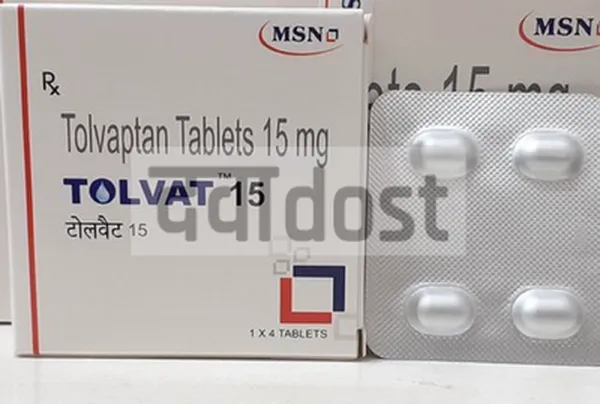 MSN
Rx
Tolvaptan Tablets 15 mg
TOLVAT™ 15
टोलवैट 15
1 X 4 TABLETS
MSN
15 mg
दवाdost